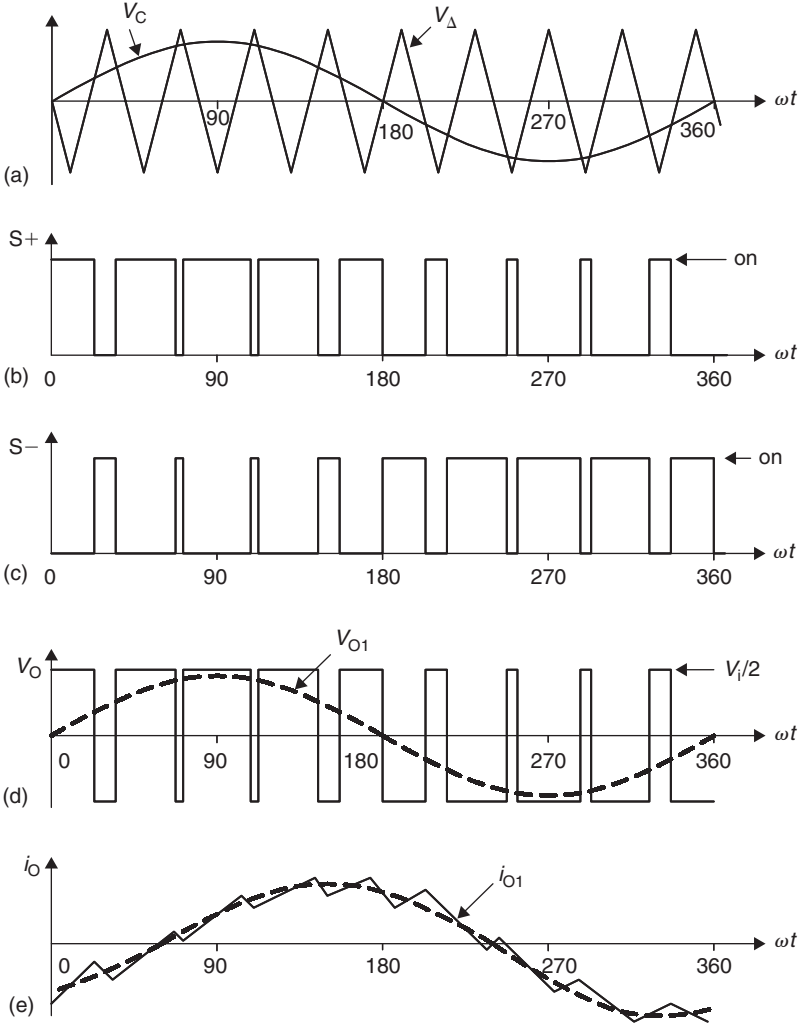 V_C
V_Δ
ωt
90
180
270
360
(a)
S+
on
ωt
(b)
0
90
180
270
360
S−
on
ωt
(c)
0
90
180
270
360
V_O
V_O1
V_i/2
ωt
0
90
180
270
360
(d)
i_O
i_O1
ωt
0
90
180
270
360
(e)